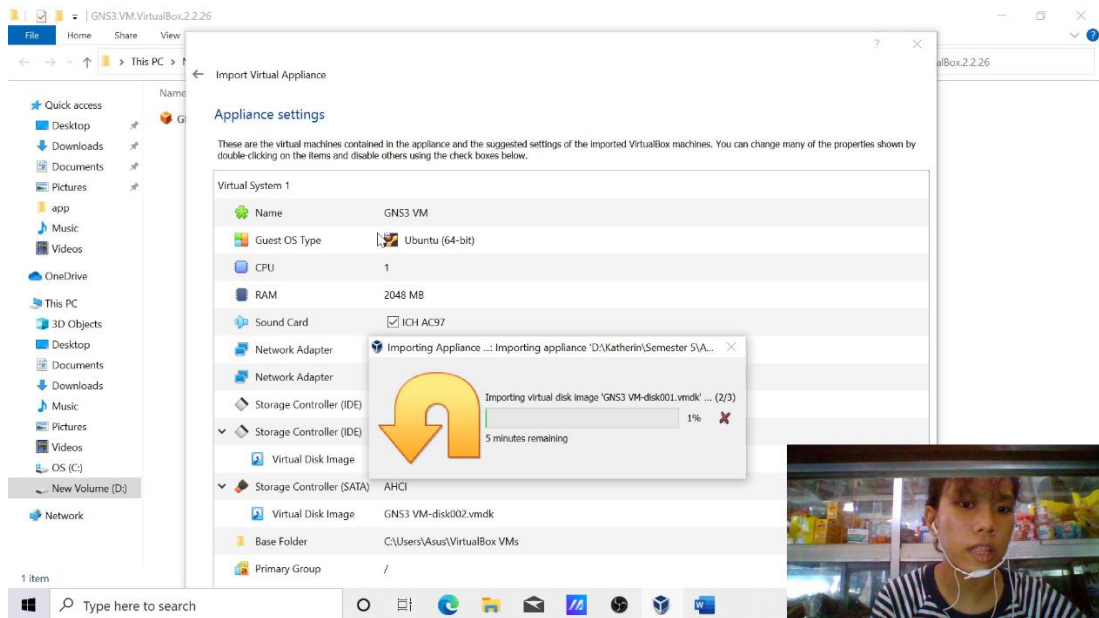 GNS3.VM.VirtualBox.2.2.26
File Home Share View
This PC
alBox.2.2.26
Name
Quick access
Desktop
Downloads
Documents
Pictures
app
Music
Videos
OneDrive
This PC
3D Objects
Desktop
Documents
Downloads
Music
Pictures
Videos
OS (C:)
New Volume (D:)
Network
1 item
Import Virtual Appliance
Appliance settings
These are the virtual machines contained in the appliance and the suggested settings of the imported VirtualBox machines. You can change many of the properties shown by
double-clicking on the items and disable others using the check boxes below.
Virtual System 1
Name GNS3 VM
Guest OS Type Ubuntu (64-bit)
CPU 1
RAM 2048 MB
Sound Card ICH AC97
Network Adapter
Network Adapter
Storage Controller (IDE)
Storage Controller (IDE)
Virtual Disk Image
Storage Controller (SATA) AHCI
Virtual Disk Image GNS3 VM-disk002.vmdk
Base Folder C:\Users\Asus\VirtualBox VMs
Primary Group /
Importing Appliance ...: Importing appliance 'D:\Katherin\Semester 5\A...
Importing virtual disk image 'GNS3 VM-disk001.vmdk' ... (2/3)
1%
5 minutes remaining
Type here to search